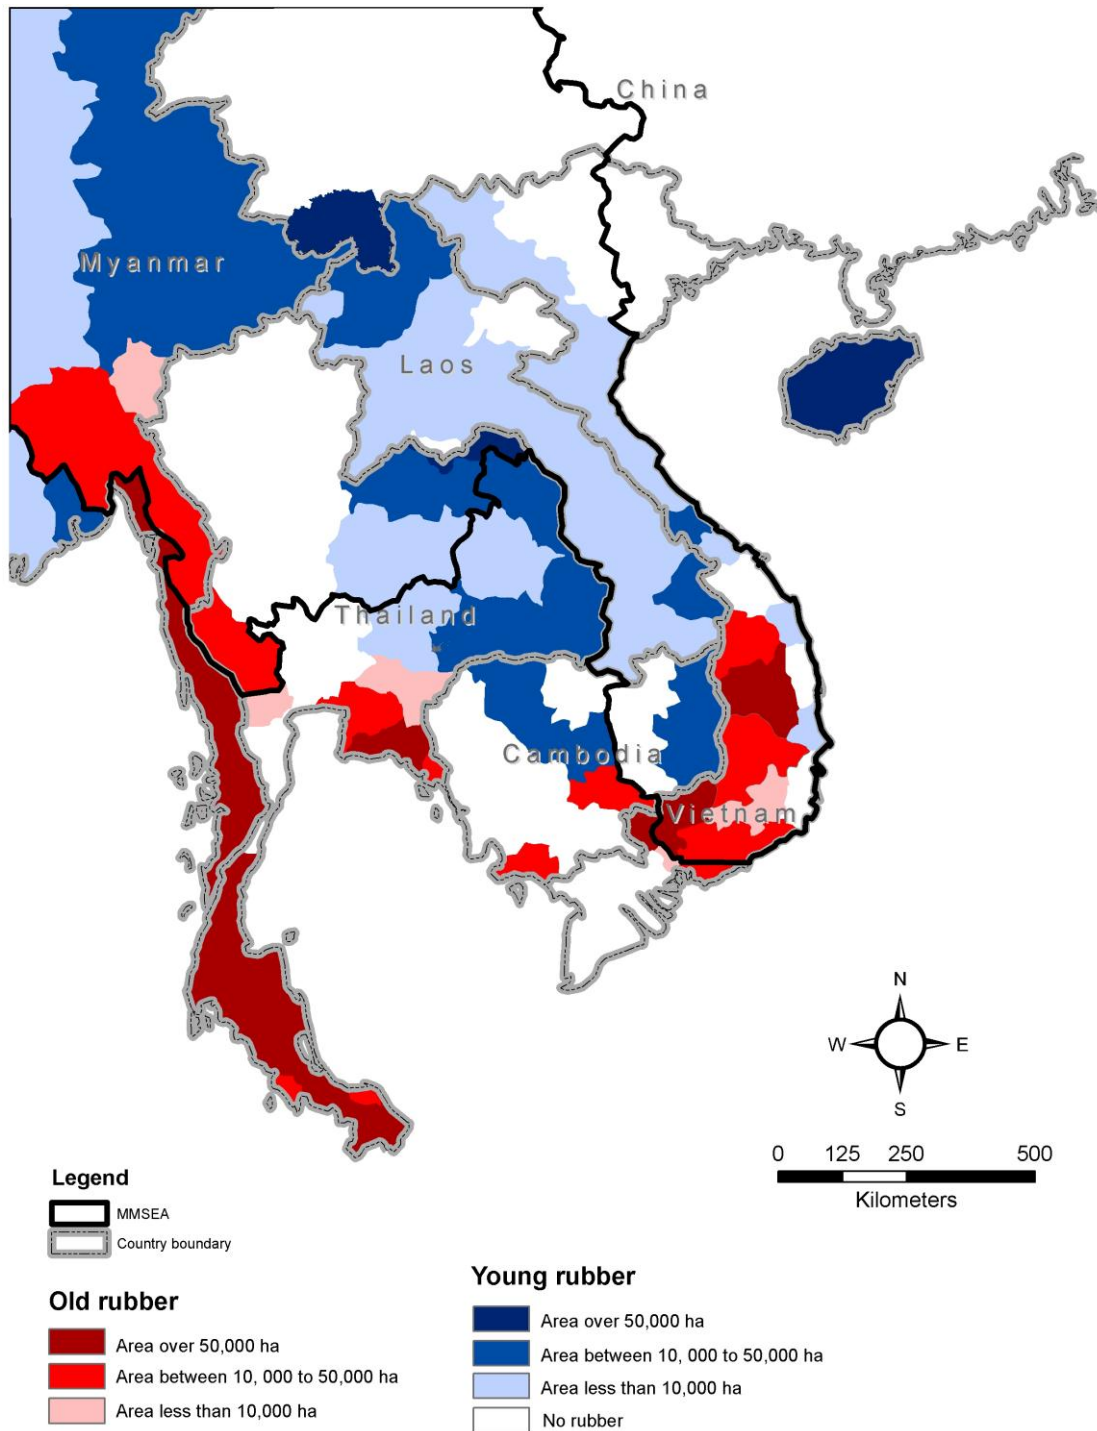 China
Myanmar
Laos
Thailand
Cambodia
Vietnam
N
W
E
S
0 125 250 500
Kilometers
Legend
MMSEA
Country boundary
Old rubber
Area over 50,000 ha
Area between 10, 000 to 50,000 ha
Area less than 10,000 ha
Young rubber
Area over 50,000 ha
Area between 10, 000 to 50,000 ha
Area less than 10,000 ha
No rubber